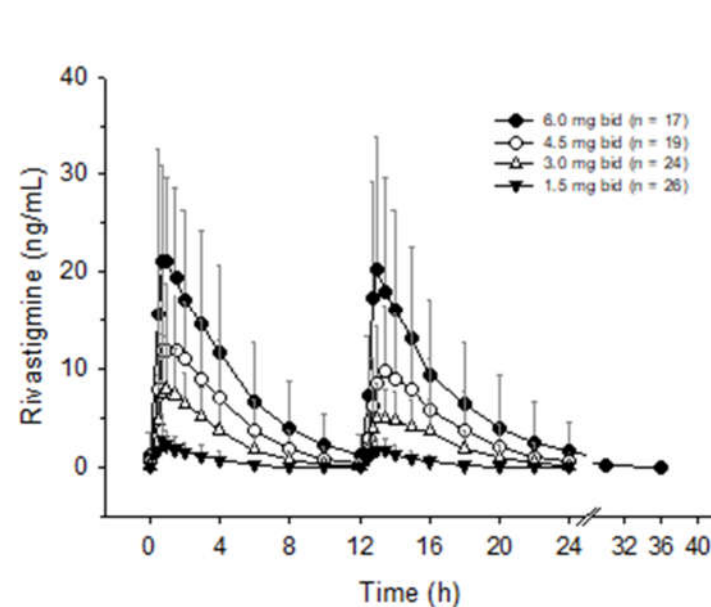 40
30
20
10
0
Rivastigmine (ng/mL)
6.0 mg bid (n = 17)
4.5 mg bid (n = 19)
3.0 mg bid (n = 24)
1.5 mg bid (n = 26)
0 4 8 12 16 20 24 32 36 40
Time (h)